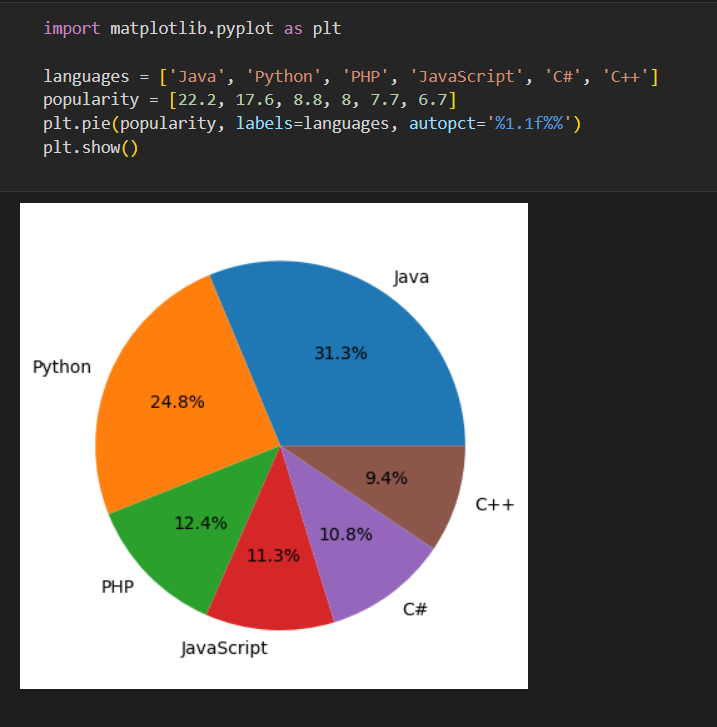 import matplotlib.pyplot as plt
languages = ['Java', 'Python', 'PHP', 'JavaScript', 'C#', 'C++']
popularity = [22.2, 17.6, 8.8, 8, 7.7, 6.7]
plt.pie(popularity, labels=languages, autopct='%1.1f%%')
plt.show()
Java
31.3%
Python
24.8%
9.4%
C++
12.4%
10.8%
11.3%
PHP
C#
JavaScript